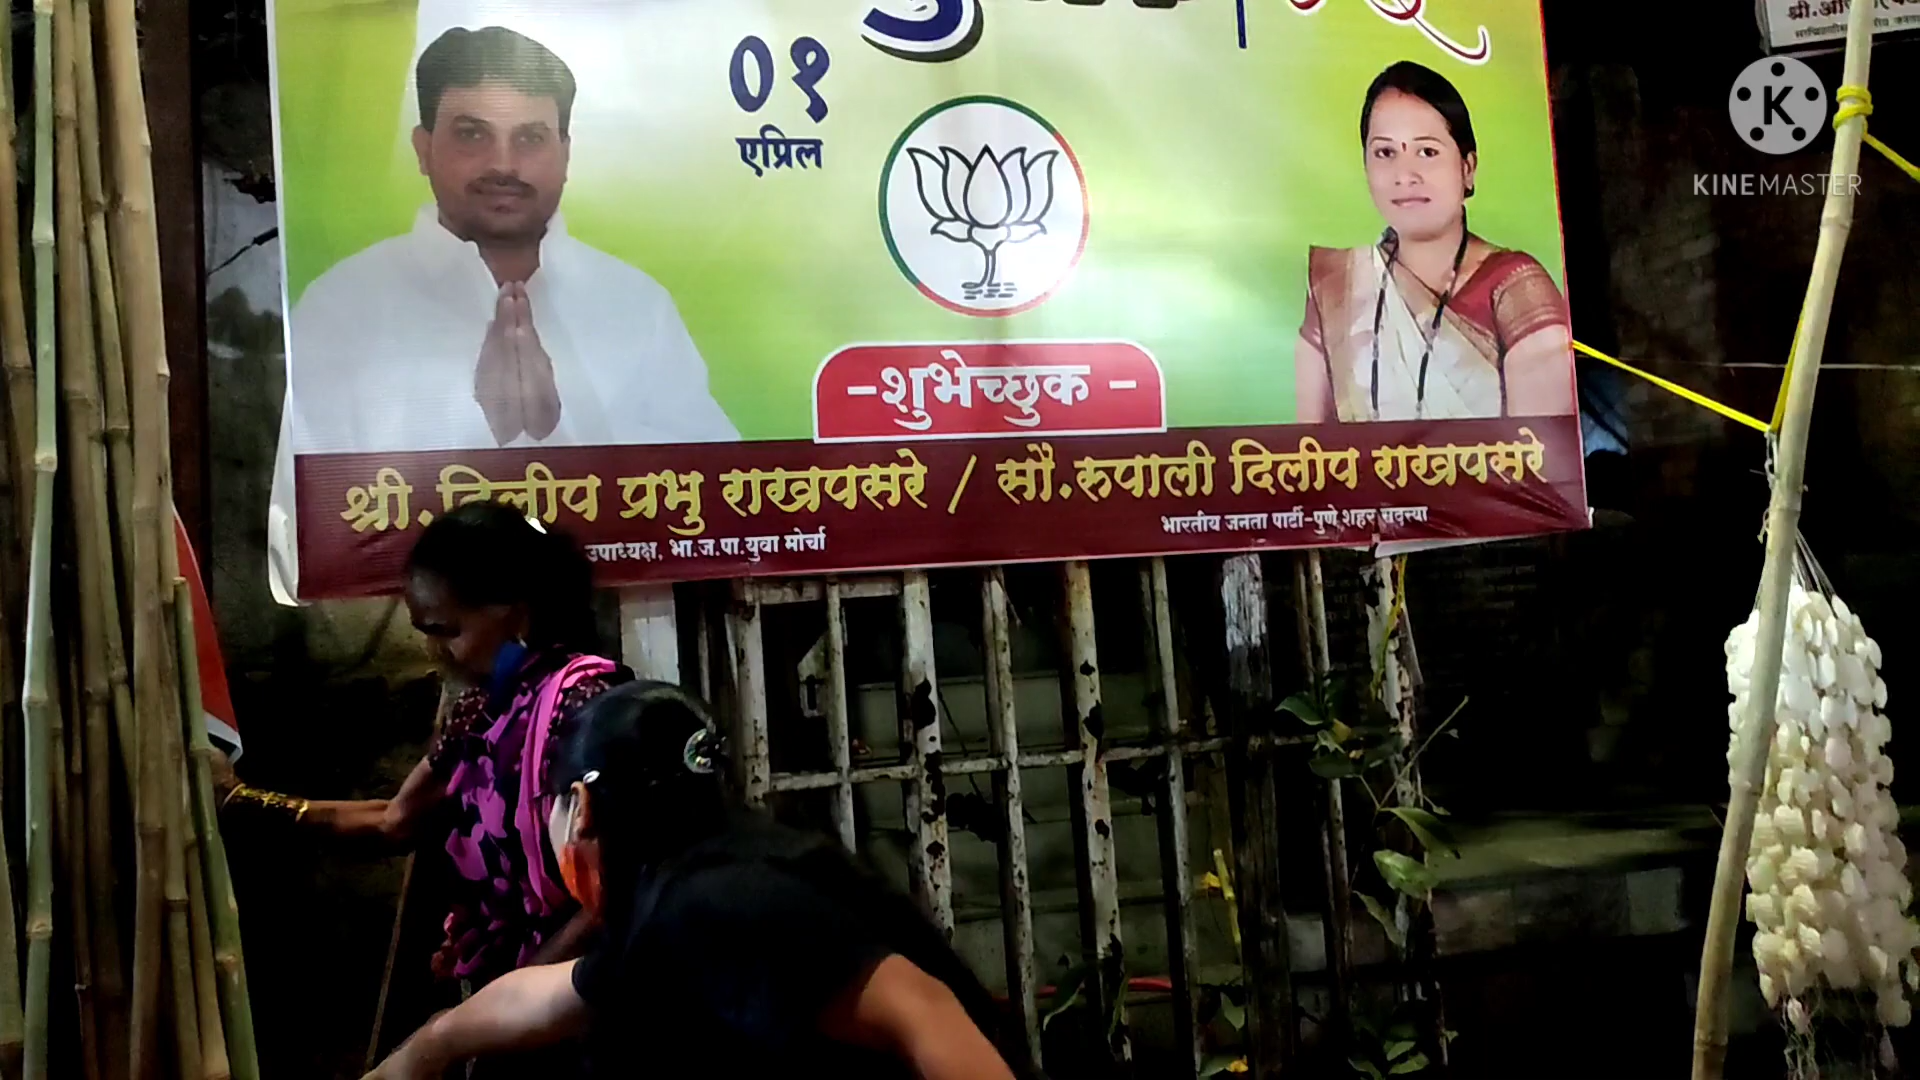 श्री.
KINEMASTER
०१
एप्रिल
-शुभेच्छुक -
श्री.दिलीप प्रभु राखपसरे / सौ.रुपाली दिलीप राखपसरे
उपाध्यक्ष, भा.ज.पा.युवा मोर्चा
भारतीय जनता पार्टी-पुणे शहर सदस्या